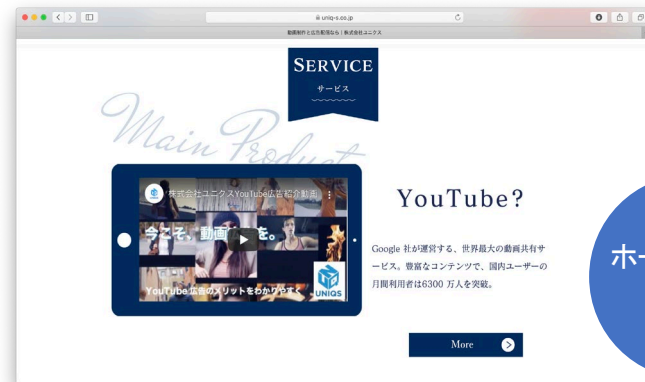 uniq-s.co.jp
動画制作と広告配信なら｜株式会社ユニクス
SERVICE
サービス
Main Product
株式会社ユニクスYouTube広告紹介動画
今こそ、動画
を。
YouTube広告のメリットをわかりやすく
UNIQS
YouTube?
Google 社が運営する、世界最大の動画共有サ
ービス。豊富なコンテンツで、国内ユーザーの
月間利用者は6300 万人を突破。
More
ホー